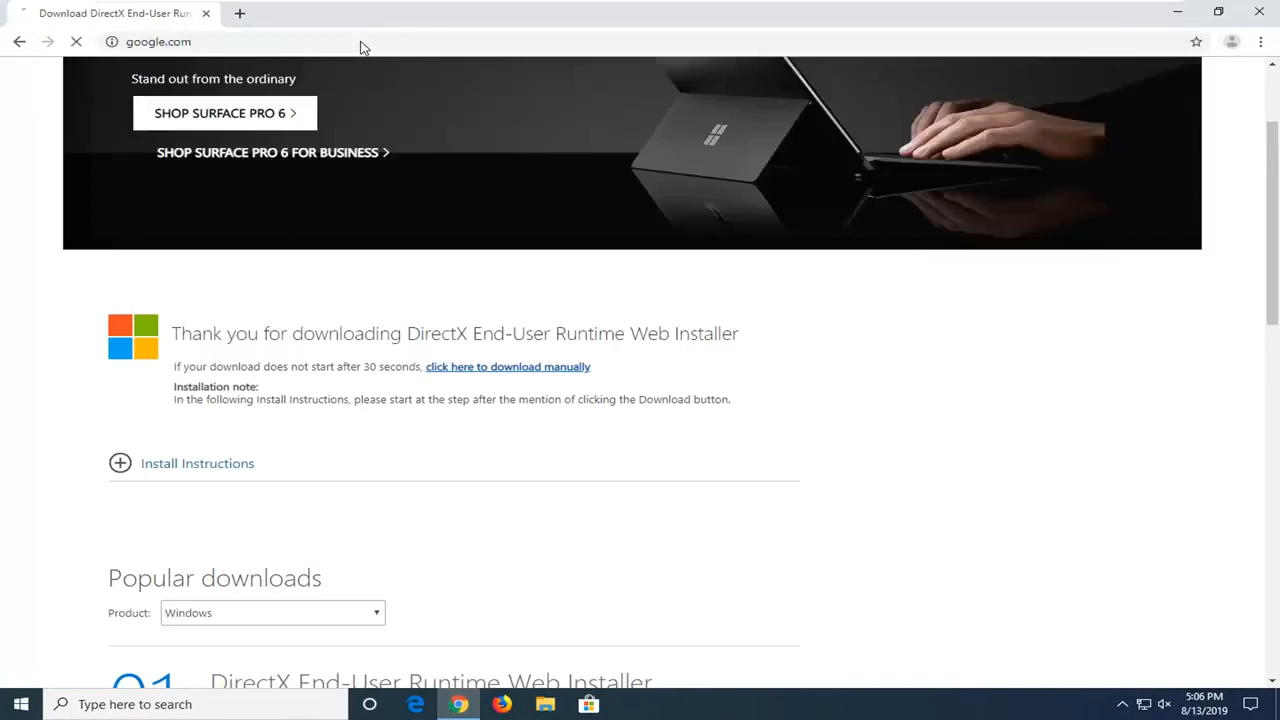 Download DirectX End-User Run
google.com
Stand out from the ordinary
SHOP SURFACE PRO 6 >
SHOP SURFACE PRO 6 FOR BUSINESS >
Thank you for downloading DirectX End-User Runtime Web Installer
If your download does not start after 30 seconds, click here to download manually
Installation note:
In the following Install Instructions, please start at the step after the mention of clicking the Download button.
Install Instructions
Popular downloads
Product: Windows
01 DirectX End-User Runtime Web Installer
Type here to search
5:06 PM
8/13/2019